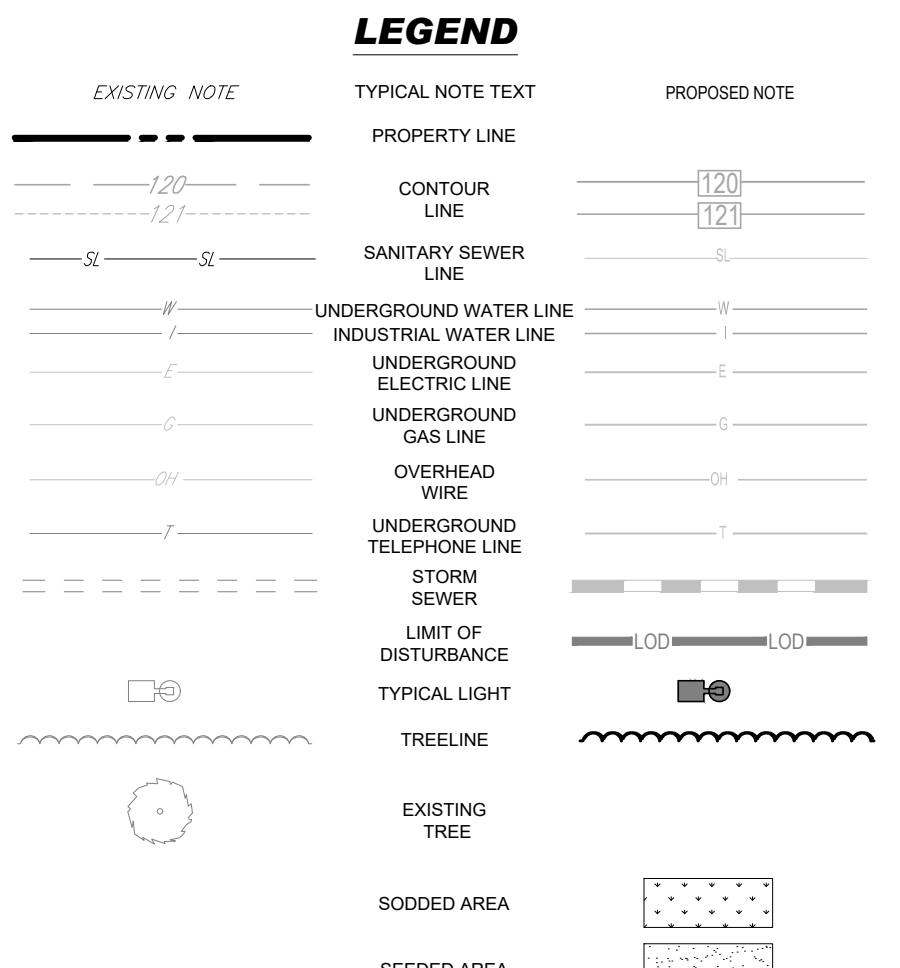 LEGEND
EXISTING NOTE TYPICAL NOTE TEXT PROPOSED NOTE
PROPERTY LINE
120 CONTOUR 120
121 LINE 121
SL SL SANITARY SEWER SL
LINE
W UNDERGROUND WATER LINE W
I INDUSTRIAL WATER LINE I
UNDERGROUND
E ELECTRIC LINE E
UNDERGROUND
G GAS LINE G
OVERHEAD
OH WIRE OH
UNDERGROUND
T TELEPHONE LINE T
STORM
SEWER
LIMIT OF
DISTURBANCE LOD LOD
TYPICAL LIGHT
TREELINE
EXISTING
TREE
SODDED AREA
SEEDED AREA